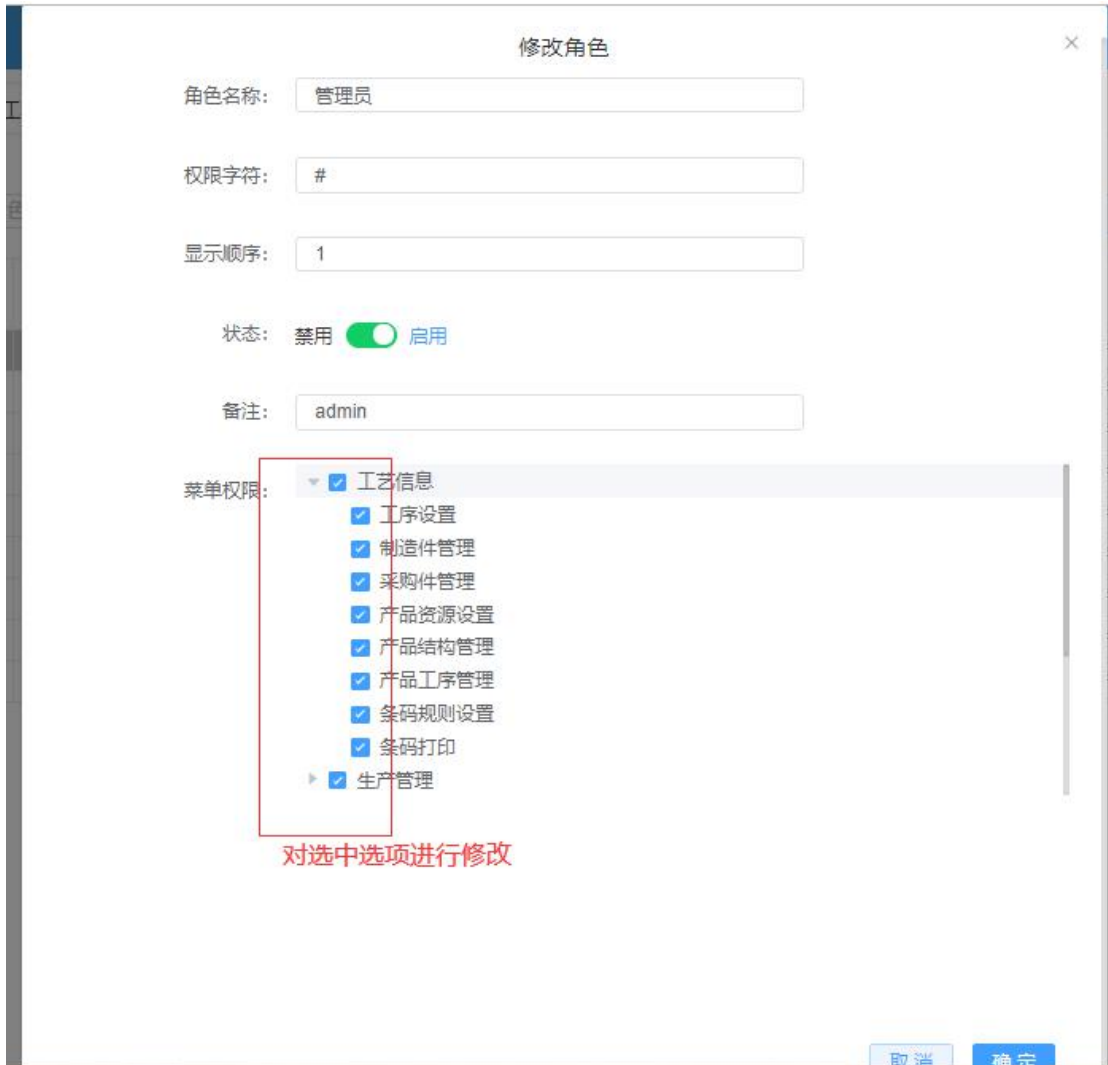 修改角色
角色名称： 管理员
权限字符： #
显示顺序： 1
状态： 禁用 启用
备注： admin
菜单权限： 工艺信息
工序设置
制造件管理
采购件管理
产品资源设置
产品结构管理
产品工序管理
条码规则设置
条码打印
生产管理
对选中选项进行修改
取消 确定